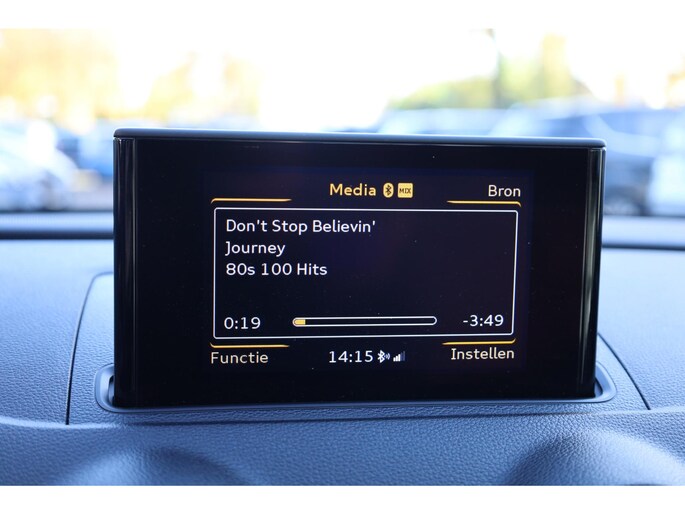 Media MIX Bron
Don't Stop Believin'
Journey
80s 100 Hits
0:19 -3:49
Functie 14:15 Instellen